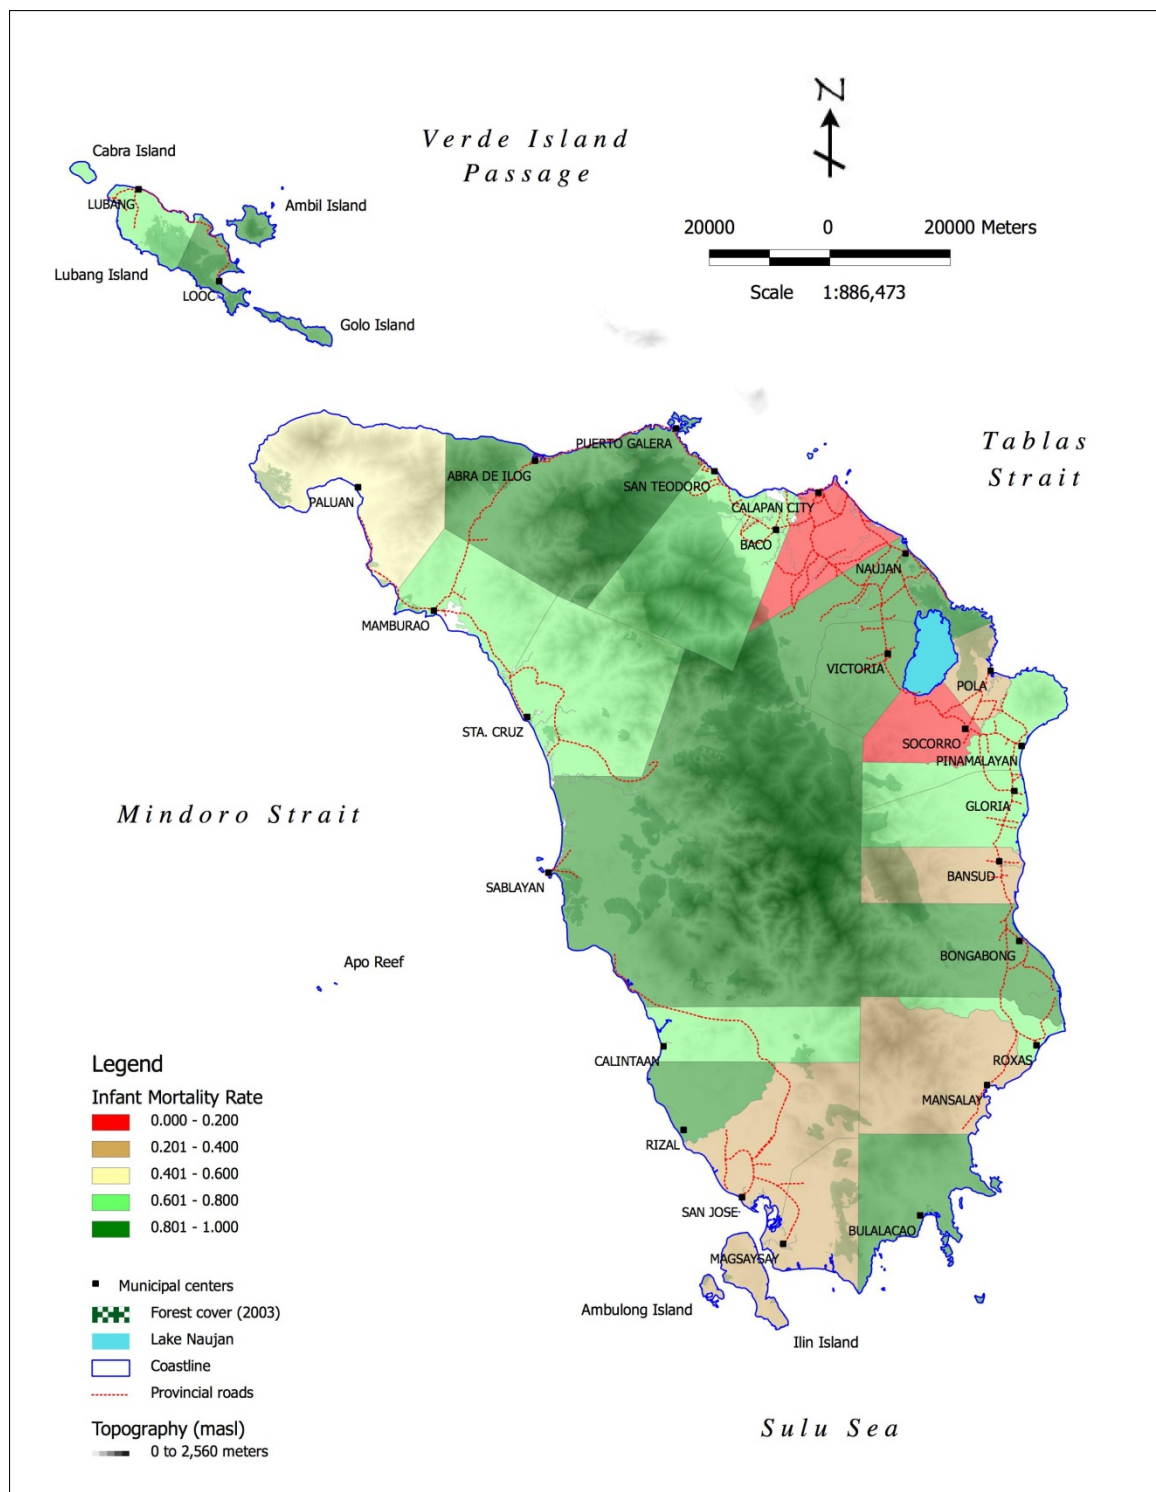 Verde Island
Passage
Cabra Island
LUBANG
Ambil Island
Lubang Island
LOOC
Golo Island
N
20000 0 20000 Meters
Scale 1:886,473
Tablas
Strait
PUERTO GALERA
ABRA DE ILOG
SAN TEODORO
PALUAN
CALAPAN CITY
BACO
NAUJAN
MAMBURAO
VICTORIA
POLA
STA. CRUZ
SOCORRO
PINAMALAYAN
GLORIA
Mindoro Strait
BANSUD
SABLAYAN
BONGABONG
Apo Reef
CALINTAAN
ROXAS
MANSALAY
RIZAL
SAN JOSE
BULALACAO
MAGSAYSAY
Ambulong Island
Ilin Island
Sulu Sea
Legend
Infant Mortality Rate
0.000 - 0.200
0.201 - 0.400
0.401 - 0.600
0.601 - 0.800
0.801 - 1.000
Municipal centers
Forest cover (2003)
Lake Naujan
Coastline
Provincial roads
Topography (masl)
0 to 2,560 meters